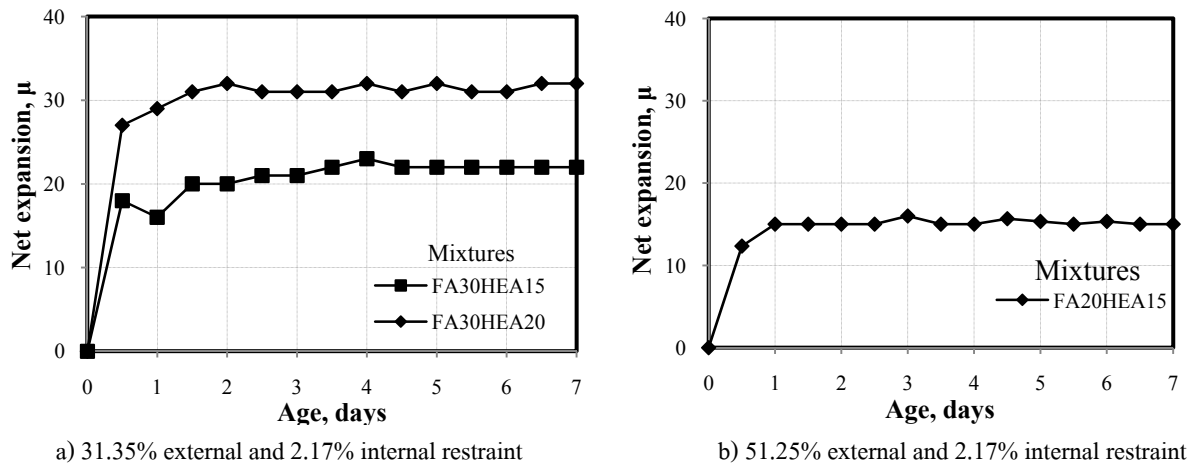 40
30
20
10
0
Net expansion, µ
Mixtures
FA30HEA15
FA30HEA20
0 1 2 3 4 5 6 7
Age, days
a) 31.35% external and 2.17% internal restraint
40
30
20
10
0
Net expansion, µ
Mixtures
FA20HEA15
0 1 2 3 4 5 6 7
Age, days
b) 51.25% external and 2.17% internal restraint